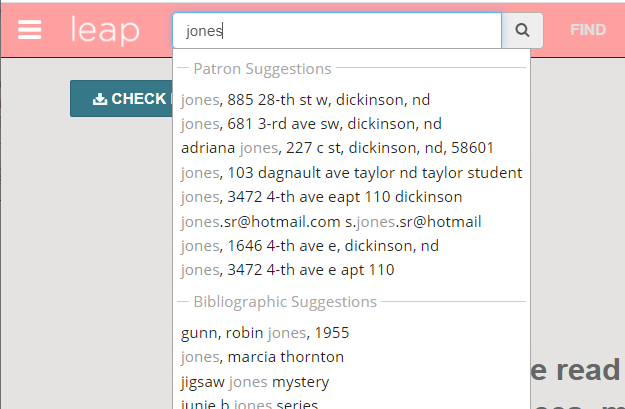 leap
jones
FIND
CHECK
Patron Suggestions
jones, 885 28-th st w, dickinson, nd
jones, 681 3-rd ave sw, dickinson, nd
adriana jones, 227 c st, dickinson, nd, 58601
jones, 103 dagnault ave taylor nd taylor student
jones, 3472 4-th ave eapt 110 dickinson
jones.sr@hotmail.com s.jones.sr@hotmail
jones, 1646 4-th ave e, dickinson, nd
jones, 3472 4-th ave e apt 110
Bibliographic Suggestions
gunn, robin jones, 1955
jones, marcia thornton
jigsaw jones mystery
e read
junie b jones series